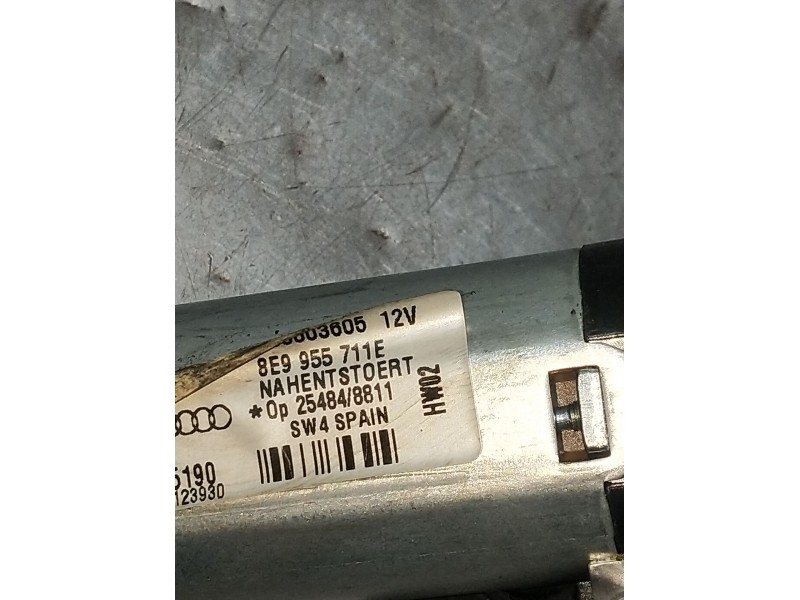 3603605 12V
8E9 955 711E
NAHENTSTOERT
*Op 25484/8811
SW4 SPAIN
HW02
5190
123930